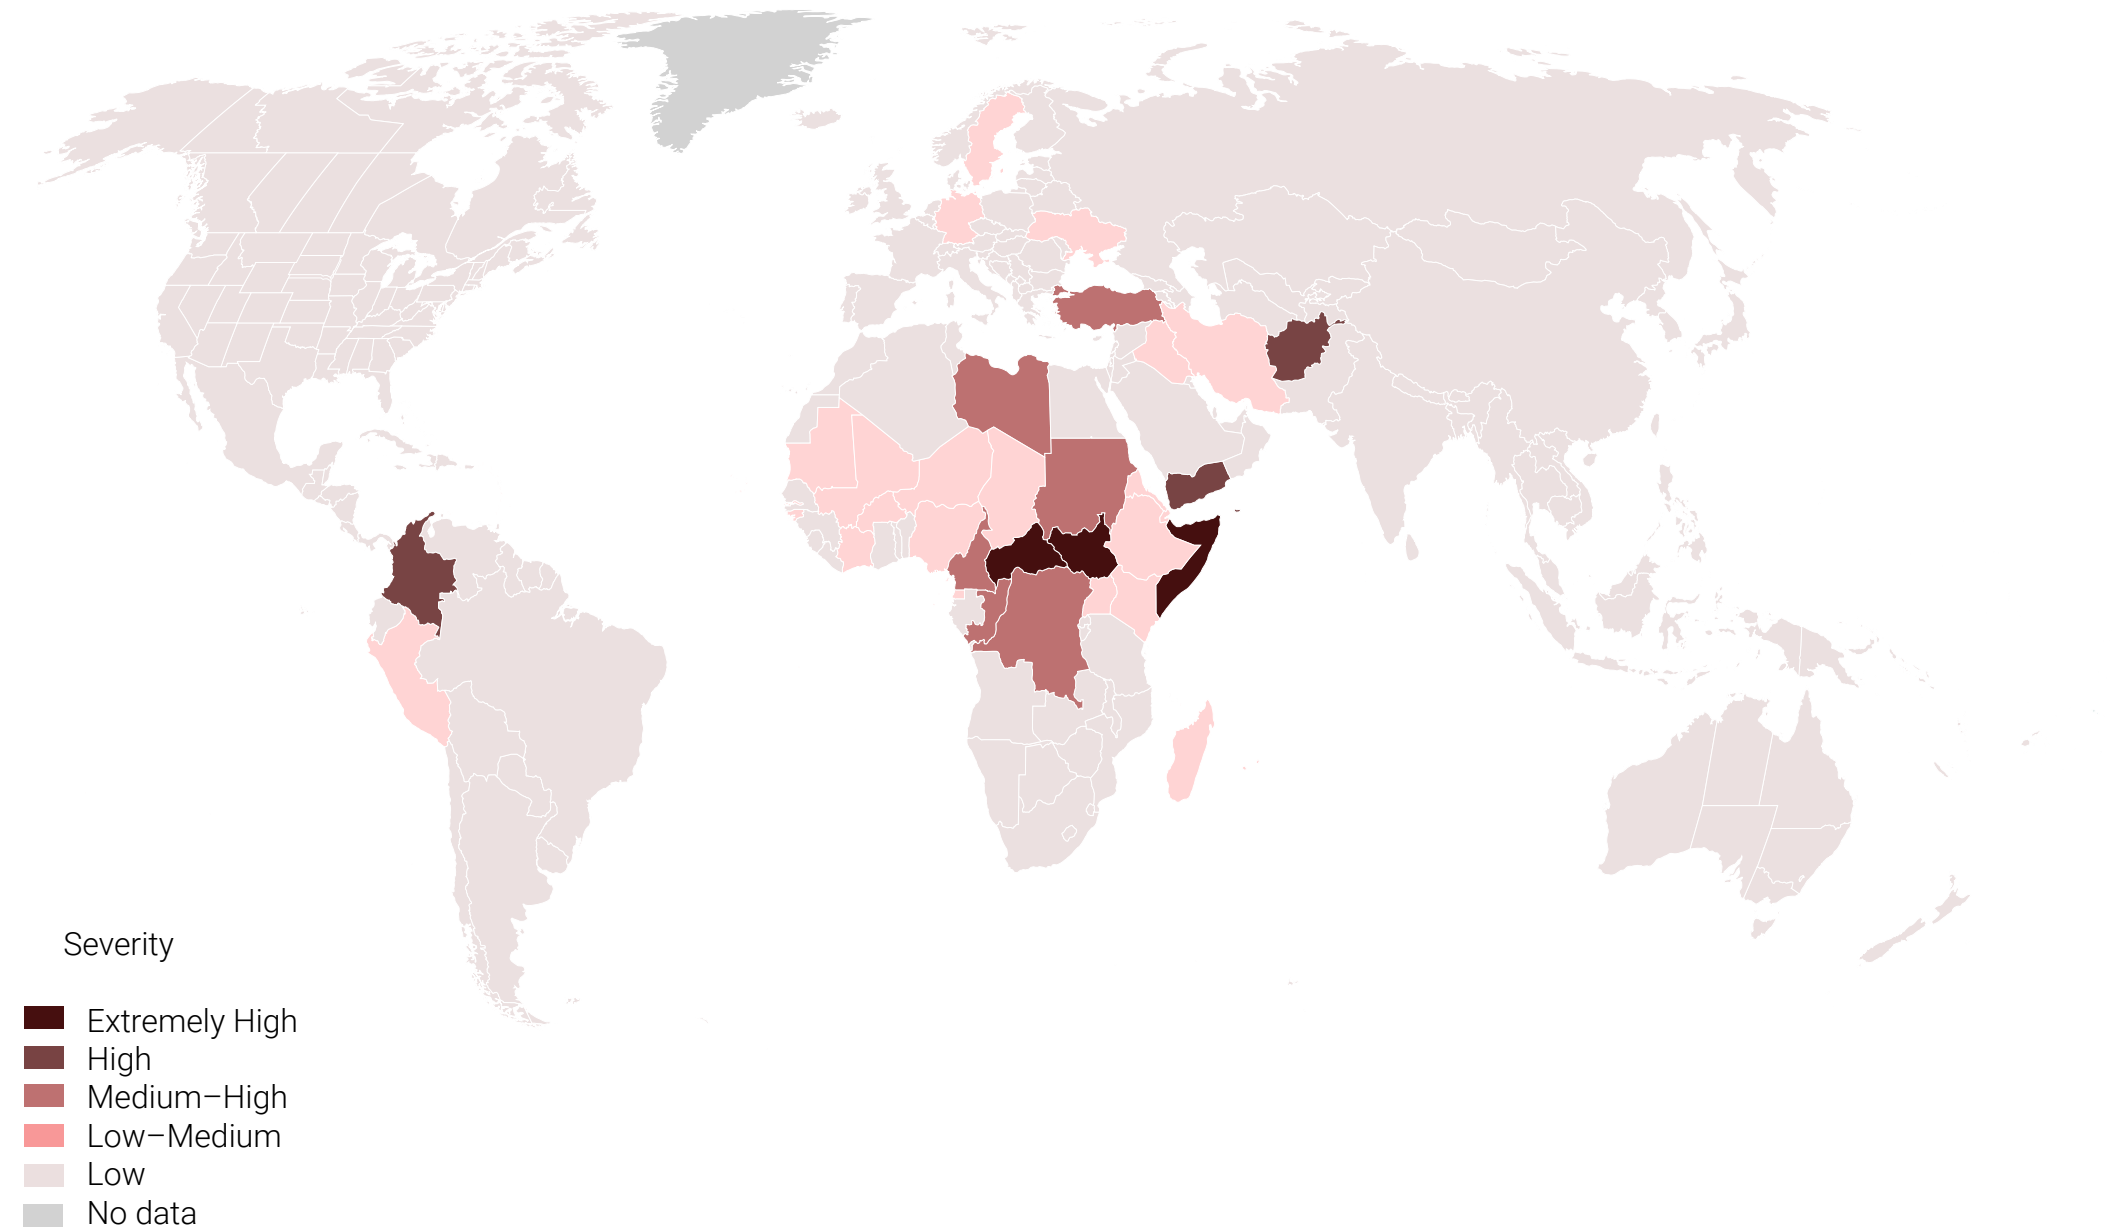 Severity
Extremely High
High
Medium–High
Low–Medium
Low
No data